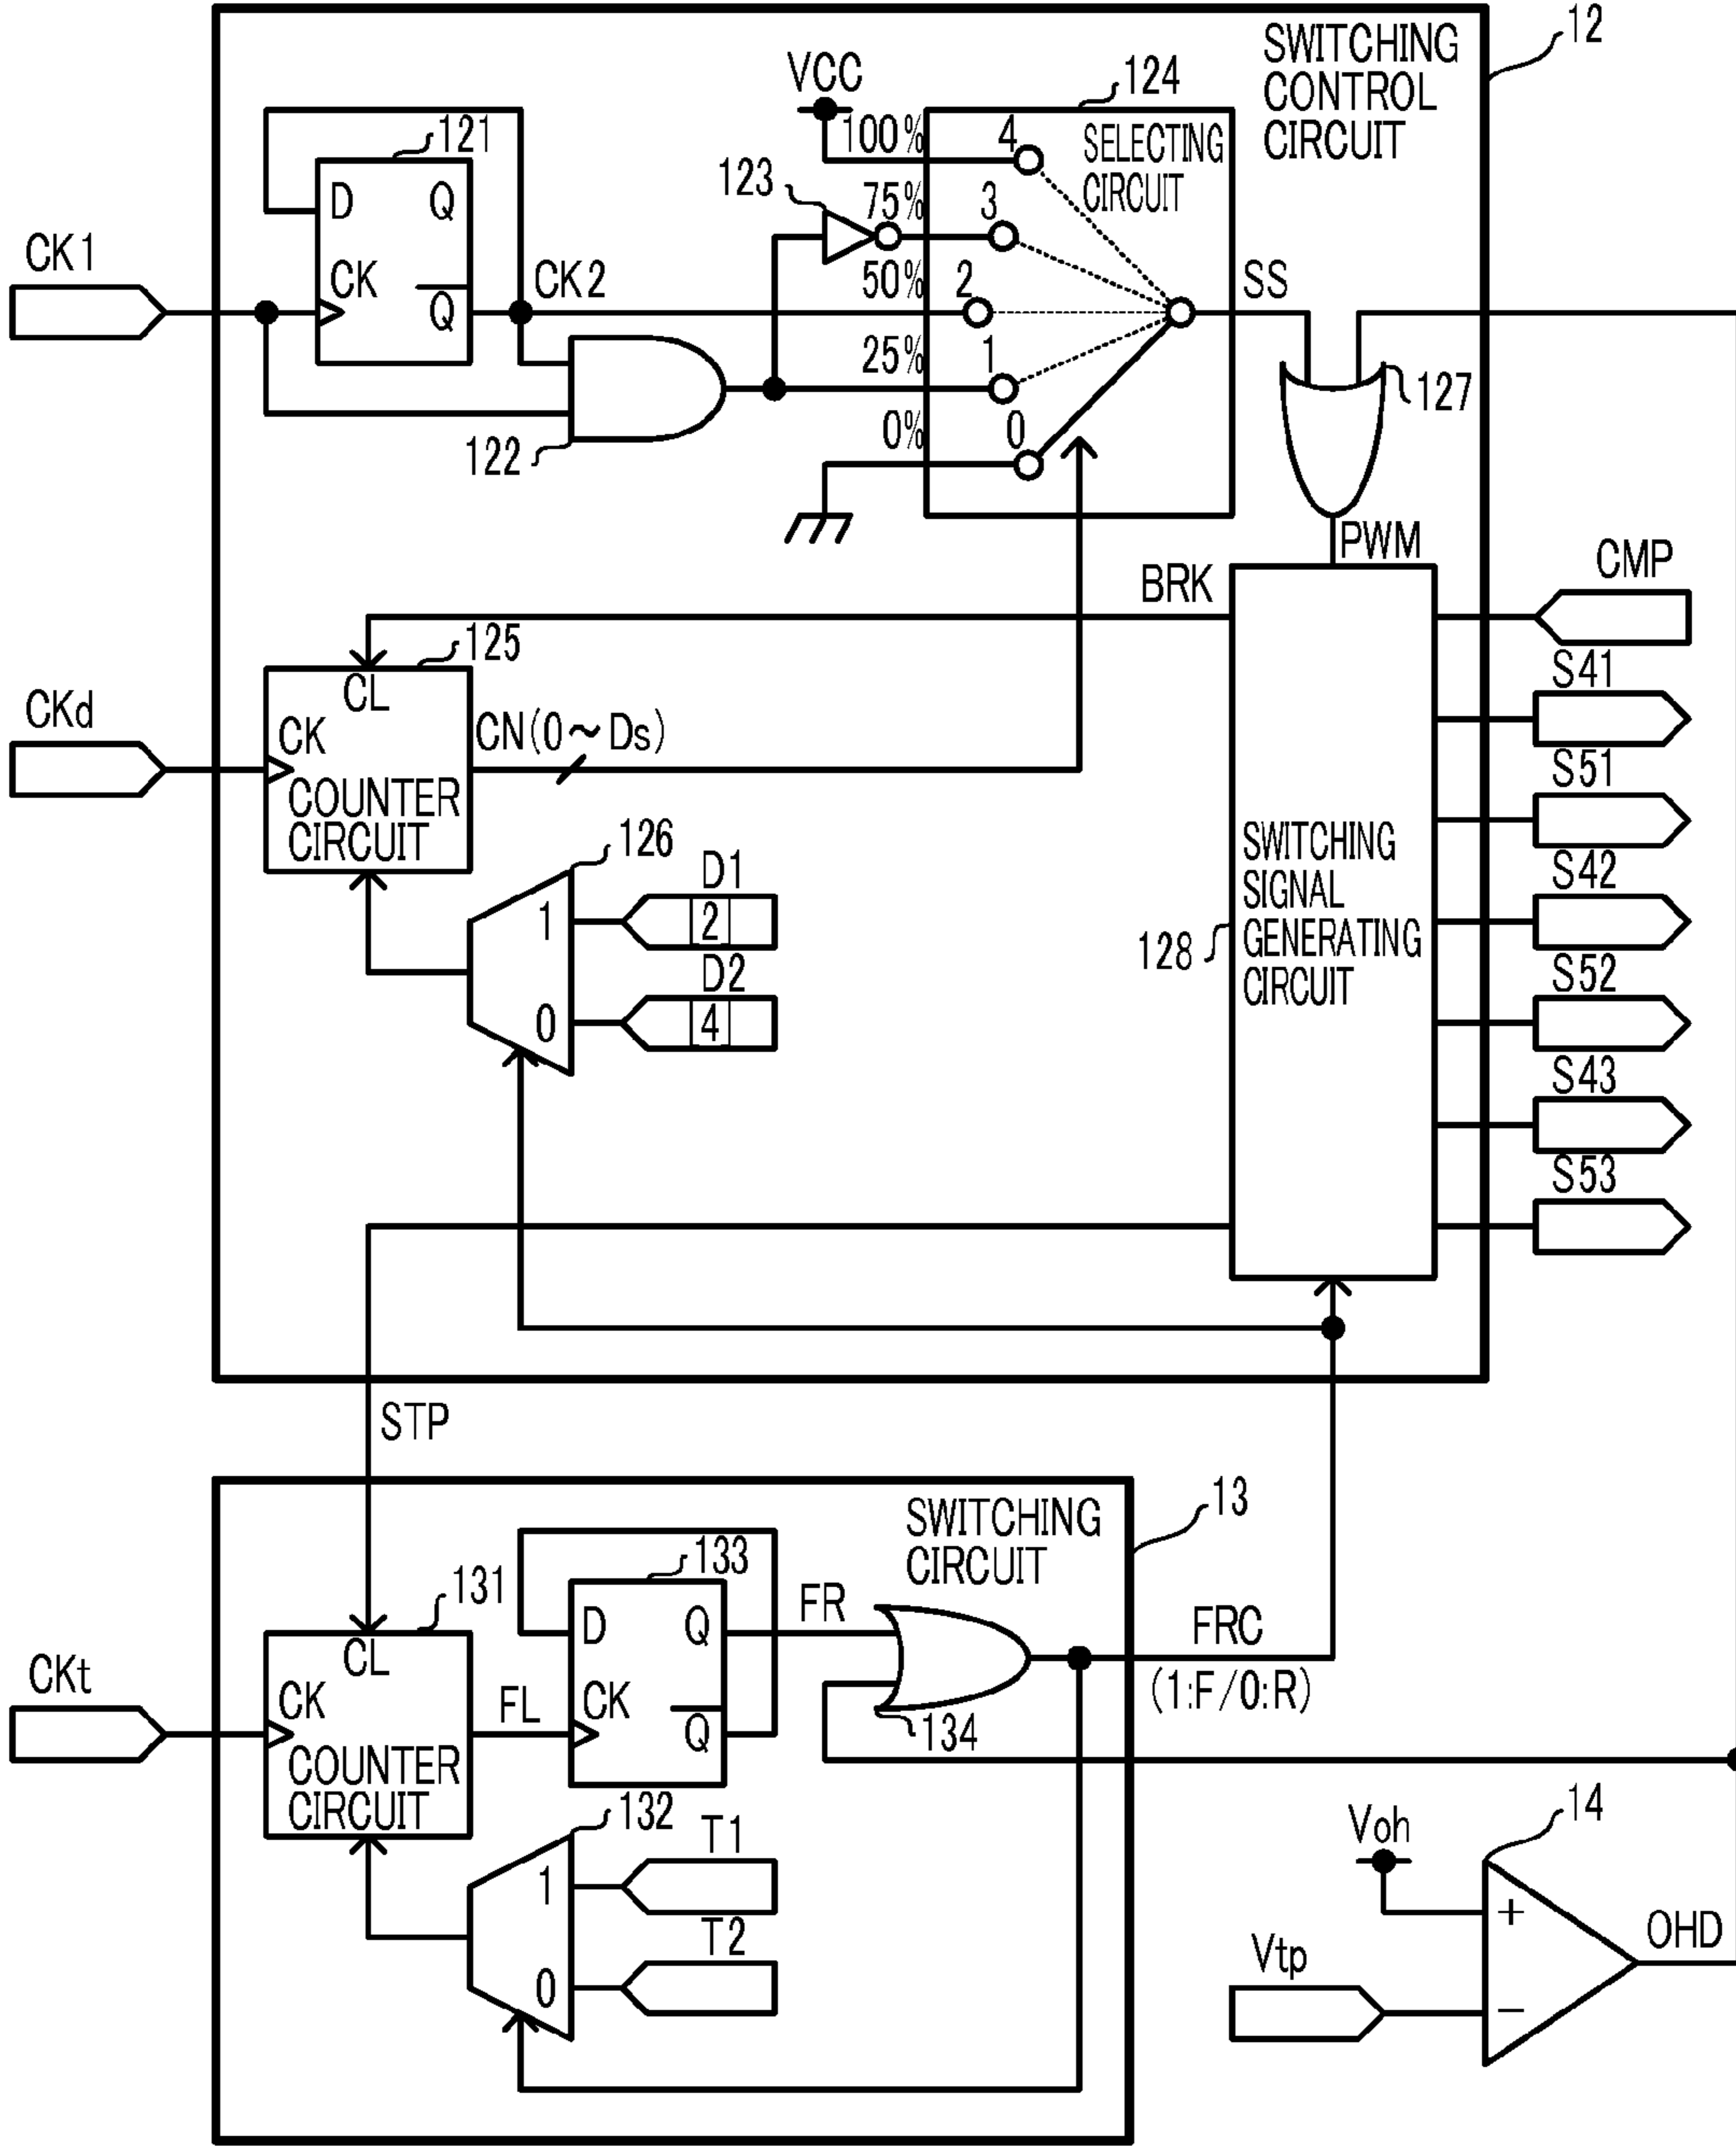 12
SWITCHING
CONTROL
CIRCUIT
VCC
124
100%
4
SELECTING
CIRCUIT
121
D
Q
123
75%
3
CK1
CK
Q
CK2
50%
2
SS
25%
1
127
122
0%
0
PWM
CMP
BRK
125
CL
S41
CKd
CK
CN(0～Ds)
COUNTER
CIRCUIT
S51
126
D1
1
2
SWITCHING
SIGNAL
GENERATING
CIRCUIT
128
S42
D2
0
4
S52
S43
S53
STP
13
SWITCHING
CIRCUIT
133
131
FR
D
Q
CL
FRC
(1:F/0:R)
CKt
CK
FL
CK
Q
134
COUNTER
CIRCUIT
132
T1
1
14
Voh
T2
0
+
Vtp
OHD
−